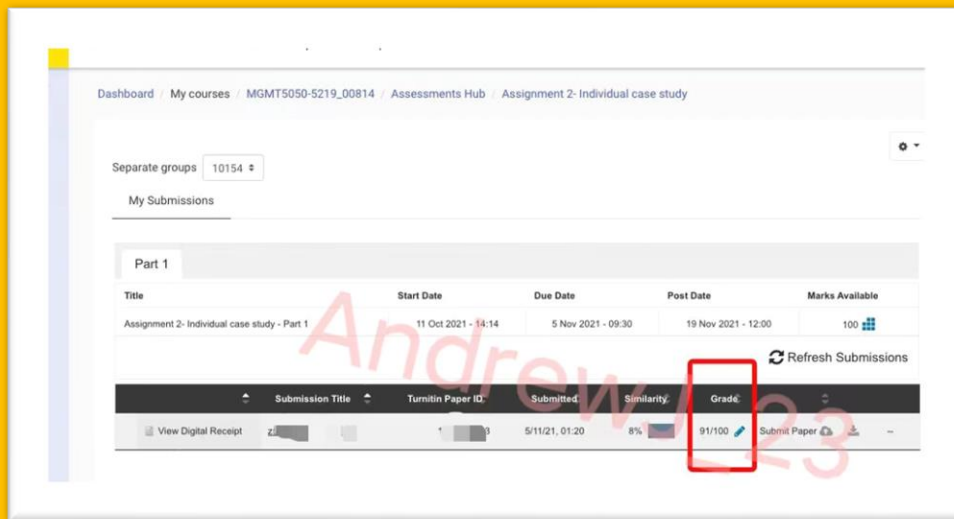 Dashboard / My courses / MGMT5050-5219_00814 / Assessments Hub / Assignment 2- Individual case study
Separate groups 10154
My Submissions
Part 1
Title Start Date Due Date Post Date Marks Available
Assignment 2- Individual case study - Part 1 11 Oct 2021 - 14:14 5 Nov 2021 - 09:30 19 Nov 2021 - 12:00 100
Refresh Submissions
Submission Title Turnitin Paper ID Submitted Similarity Grade
View Digital Receipt 5/11/21, 01:20 8% 91/100 Submit Paper --
AndrewJ_23